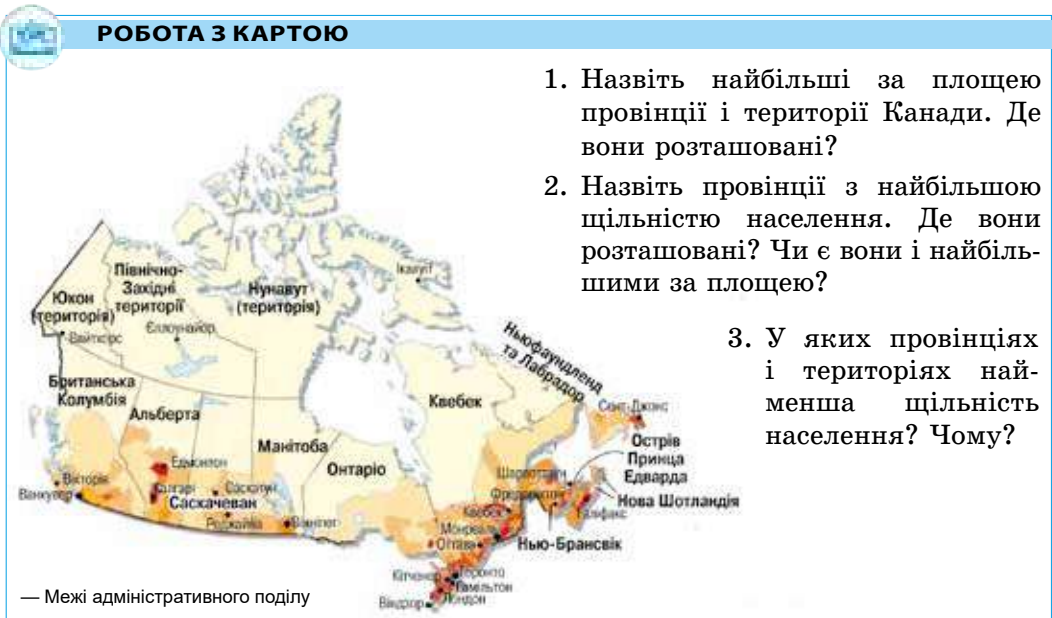 РОБОТА З КАРТОЮ
1. Назвіть найбільші за площею
провінції і території Канади. Де
вони розташовані?
2. Назвіть провінції з найбільшою
щільністю населення. Де вони
розташовані? Чи є вони і найбіль-
шими за площею?
3. У яких провінціях
і територіях най-
менша щільність
населення? Чому?
Північно-
Західні
території
Юкон
(територія)
Нунавут
(територія)
Ікалуїт
Єллоунайф
Вайтгорс
Британська
Колумбія
Альберта
Манітоба
Онтаріо
Квебек
Ньюфаундленд
та Лабрадор
Сент-Джонс
Острів
Принца
Едварда
Нова Шотландія
Галіфакс
Шарлоттаун
Фредериктон
Нью-Брансвік
Едмонтон
Калгарі
Саскатун
Саскачеван
Реджайна
Вінніпег
Вікторія
Ванкувер
Квебек
Монреаль
Оттава
Торонто
Кітченер
Гамільтон
Лондон
Віндзор
— Межі адміністративного поділу